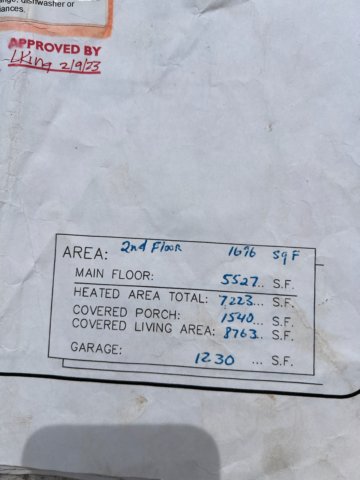 dishwasher or
iances.
APPROVED BY
LKing 2/9/23
AREA: 2nd Floor 1696 SqF
MAIN FLOOR: 5527.. S.F.
HEATED AREA TOTAL: 7223... S.F.
COVERED PORCH: 1540... S.F.
COVERED LIVING AREA: 8763.. S.F.
GARAGE: 1230 ... S.F.